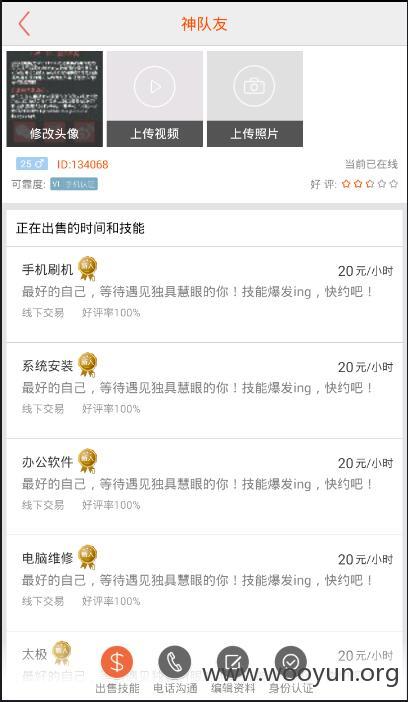 神队友
修改头像
上传视频
上传照片
25♂ ID:134068 当前已在线
可靠度: V1 手机认证 好 评:
正在出售的时间和技能
手机刷机 新人 20元/小时
最好的自己，等待遇见独具慧眼的你！技能爆发ing，快约吧！
线下交易 好评率100%
系统安装 新人 20元/小时
最好的自己，等待遇见独具慧眼的你！技能爆发ing，快约吧！
线下交易 好评率100%
办公软件 新人 20元/小时
最好的自己，等待遇见独具慧眼的你！技能爆发ing，快约吧！
线下交易 好评率100%
电脑维修 新人 20元/小时
最好的自己，等待遇见独具慧眼的你！技能爆发ing，快约吧！
线下交易 好评率100%
太极 新人 20元/小时
出售技能 电话沟通 编辑资料 身份认证
www.wooyun.org